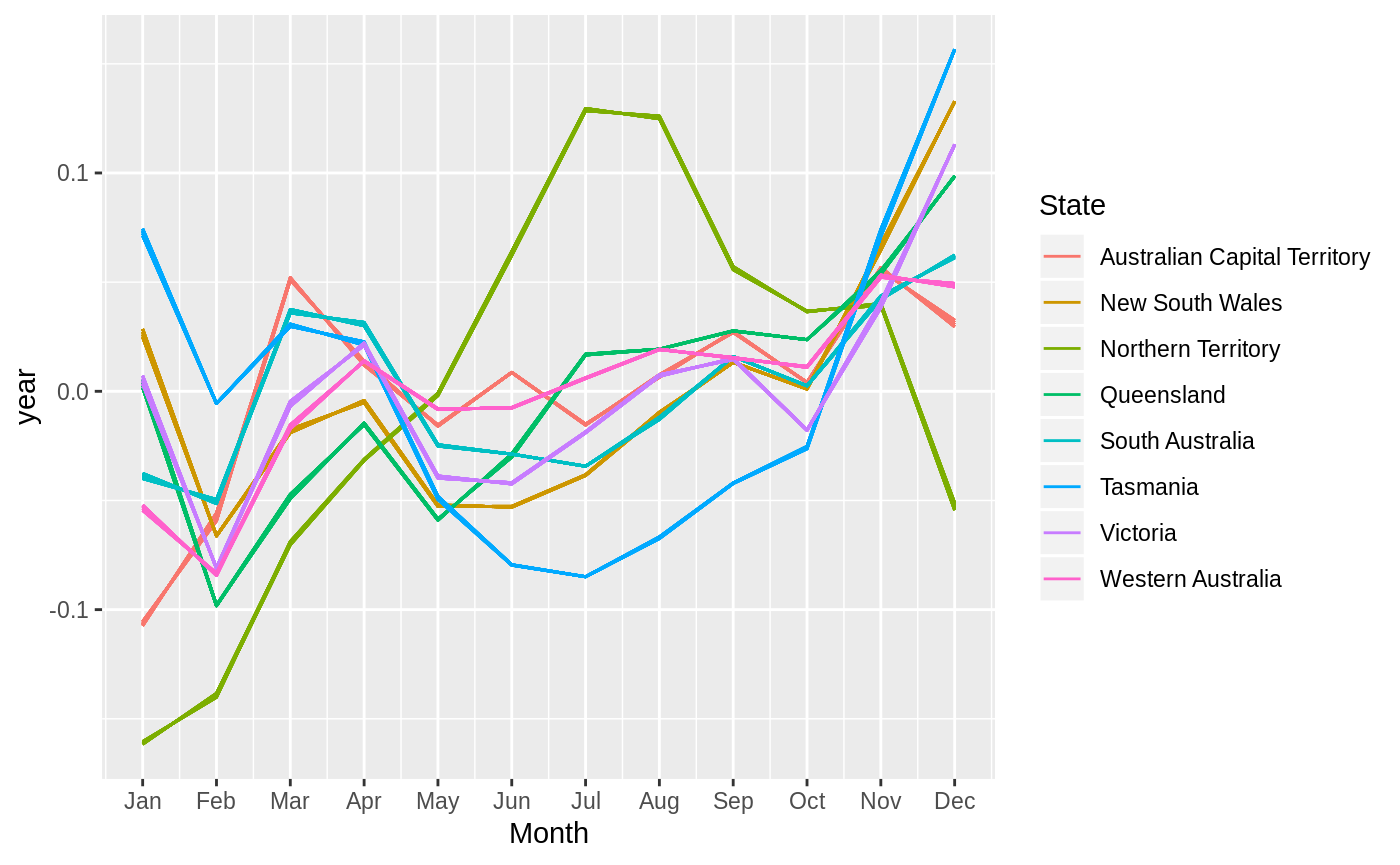 year
0.1
0.0
-0.1
Jan Feb Mar Apr May Jun Jul Aug Sep Oct Nov Dec
Month
State
Australian Capital Territory
New South Wales
Northern Territory
Queensland
South Australia
Tasmania
Victoria
Western Australia